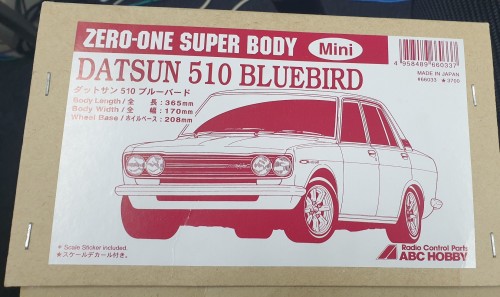 ZERO-ONE SUPER BODY Mini
DATSUN 510 BLUEBIRD
ダットサン 510 ブルーバード
Body Length/全 長:365mm
Body Width/全 幅:170mm
Wheel Base/ホイルベース:208mm
4 958489 660337
MADE IN JAPAN
#66033 ★3700
* Scale Sticker included.
★スケールデカール付き。
Radio Control Parts
ABC HOBBY